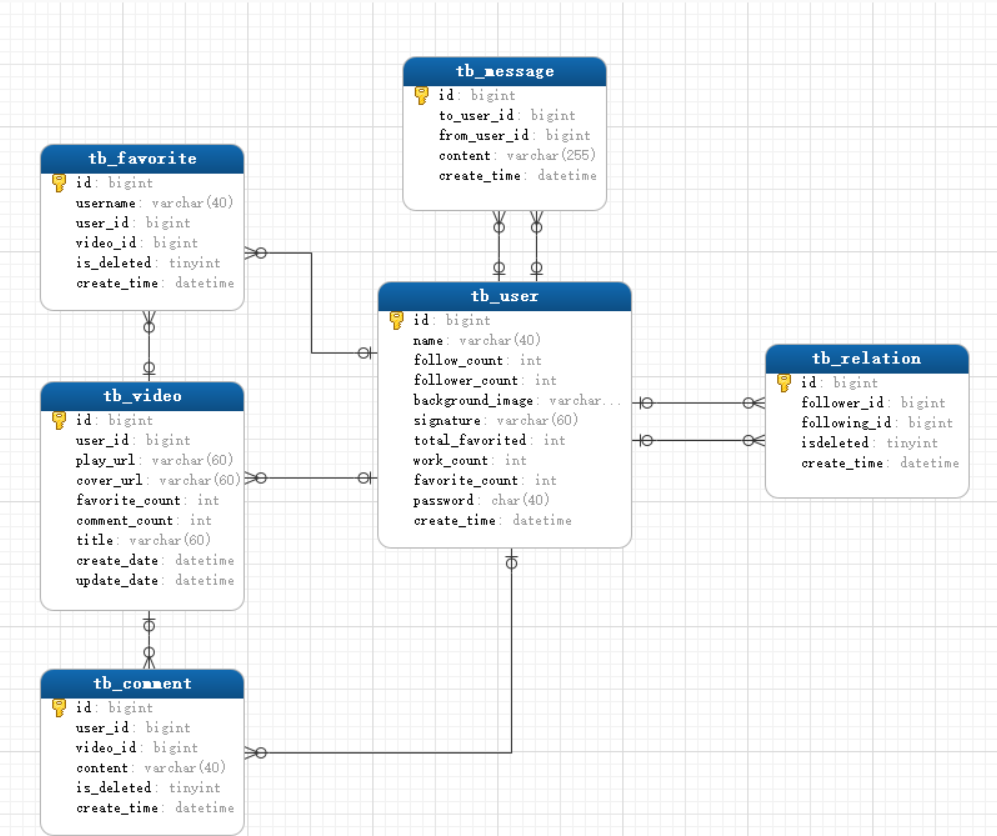 tb_message
id: bigint
to_user_id: bigint
from_user_id: bigint
content: varchar(255)
create_time: datetime
tb_favorite
id: bigint
username: varchar(40)
user_id: bigint
video_id: bigint
is_deleted: tinyint
create_time: datetime
tb_user
id: bigint
name: varchar(40)
follow_count: int
follower_count: int
background_image: varchar...
signature: varchar(60)
total_favorited: int
work_count: int
favorite_count: int
password: char(40)
create_time: datetime
tb_relation
id: bigint
follower_id: bigint
following_id: bigint
isdeleted: tinyint
create_time: datetime
tb_video
id: bigint
user_id: bigint
play_url: varchar(60)
cover_url: varchar(60)
favorite_count: int
comment_count: int
title: varchar(60)
create_date: datetime
update_date: datetime
tb_comment
id: bigint
user_id: bigint
video_id: bigint
content: varchar(40)
is_deleted: tinyint
create_time: datetime